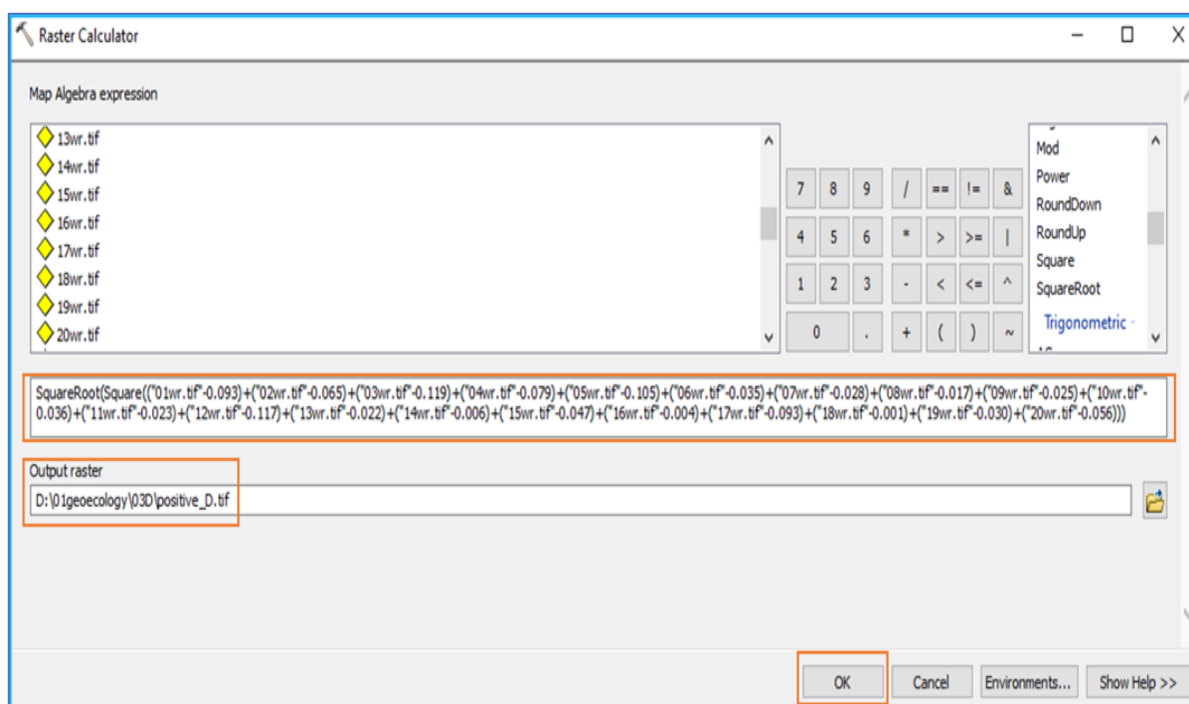 Raster Calculator
Map Algebra expression
13wr.tif
14wr.tif
15wr.tif
16wr.tif
17wr.tif
18wr.tif
19wr.tif
20wr.tif
7 8 9 / == != &
4 5 6 * > >= |
1 2 3 - < <= ^
0 . + ( ) ~
Mod
Power
RoundDown
RoundUp
Square
SquareRoot
Trigonometric
SquareRoot(Square(("01wr.tif"-0.093)+("02wr.tif"-0.065)+("03wr.tif"-0.119)+("04wr.tif"-0.079)+("05wr.tif"-0.105)+("06wr.tif"-0.035)+("07wr.tif"-0.028)+("08wr.tif"-0.017)+("09wr.tif"-0.025)+("10wr.tif"-
0.036)+("11wr.tif"-0.023)+("12wr.tif"-0.117)+("13wr.tif"-0.022)+("14wr.tif"-0.006)+("15wr.tif"-0.047)+("16wr.tif"-0.004)+("17wr.tif"-0.093)+("18wr.tif"-0.001)+("19wr.tif"-0.030)+("20wr.tif"-0.056)))
Output raster
D:\01geoecology\03D\positive_D.tif
OK Cancel Environments... Show Help >>